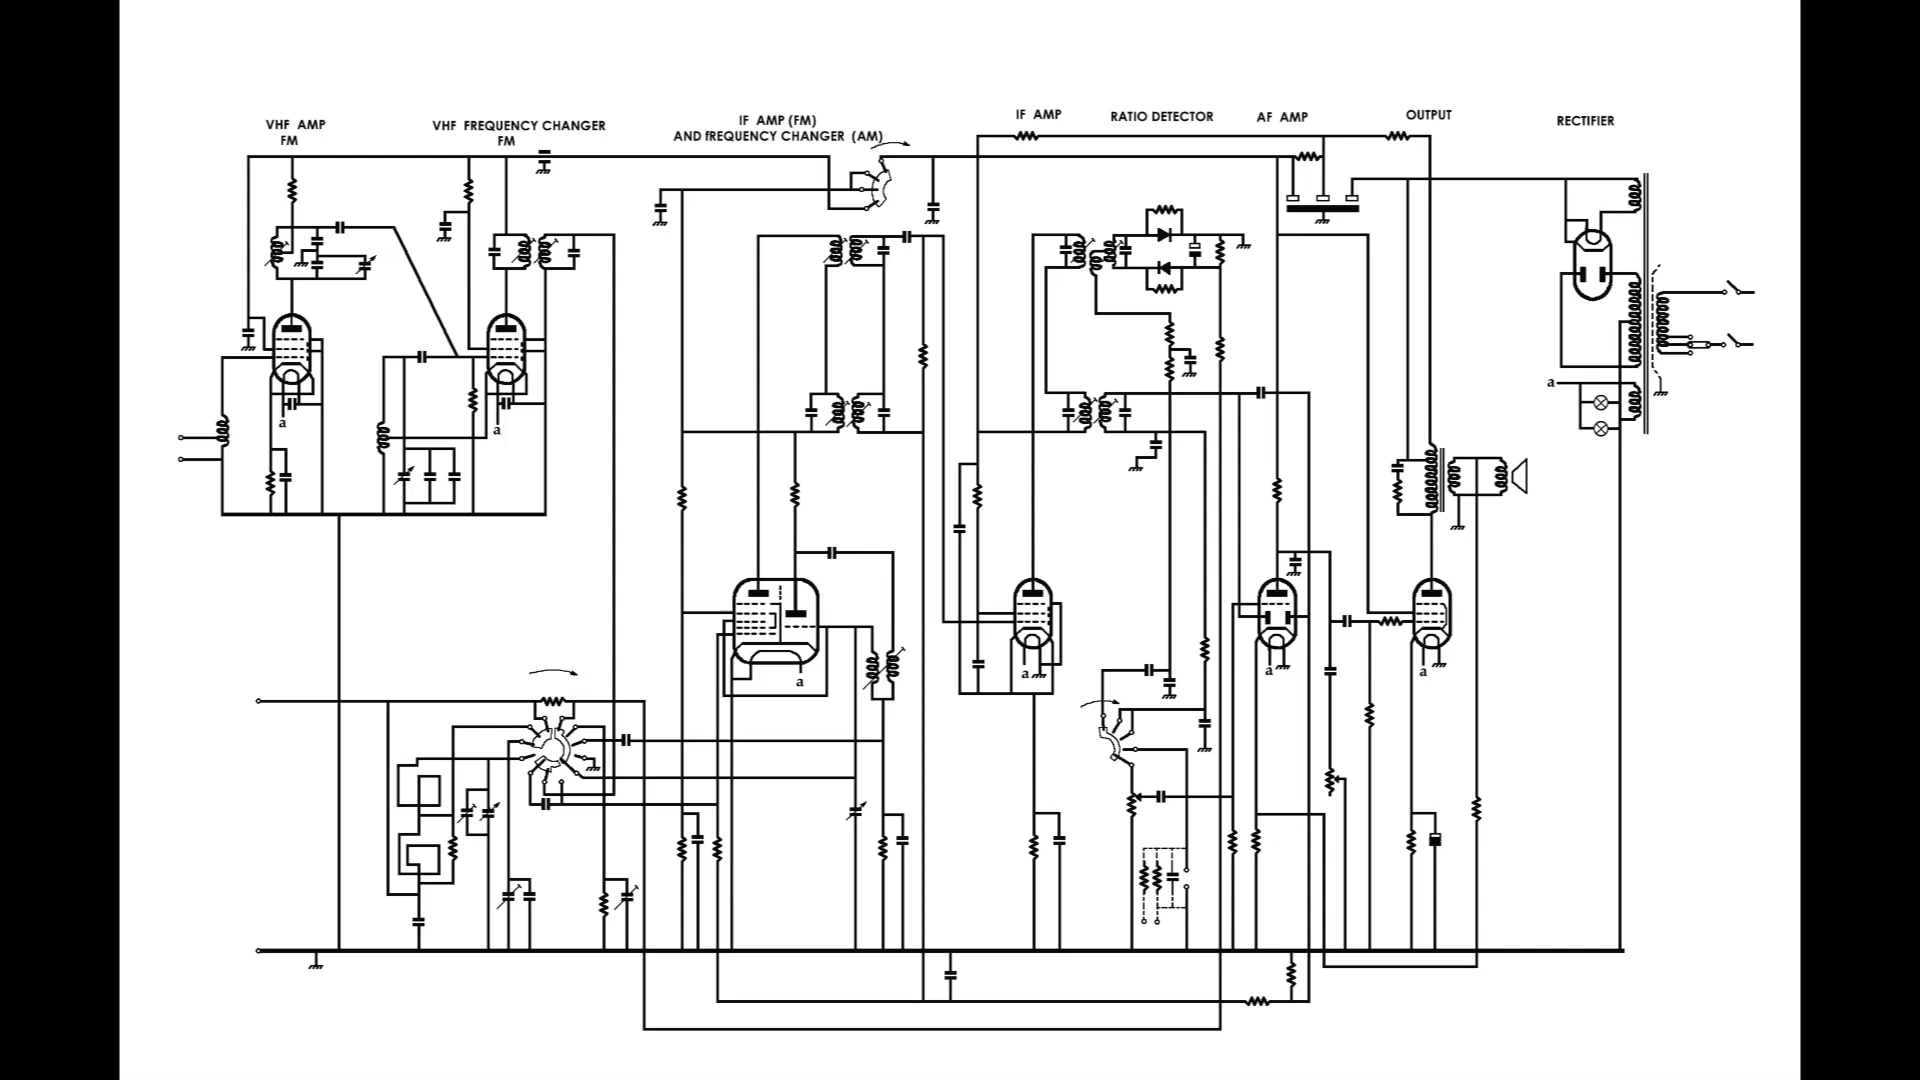 VHF AMP
FM
VHF FREQUENCY CHANGER
FM
IF AMP (FM)
AND fREQUENCY CHANGER (AM)
IF AMP
RATIO DETECTOR
AF AMP
OUTPUT
RECTIFIER
a
a
a
a
a
a
a